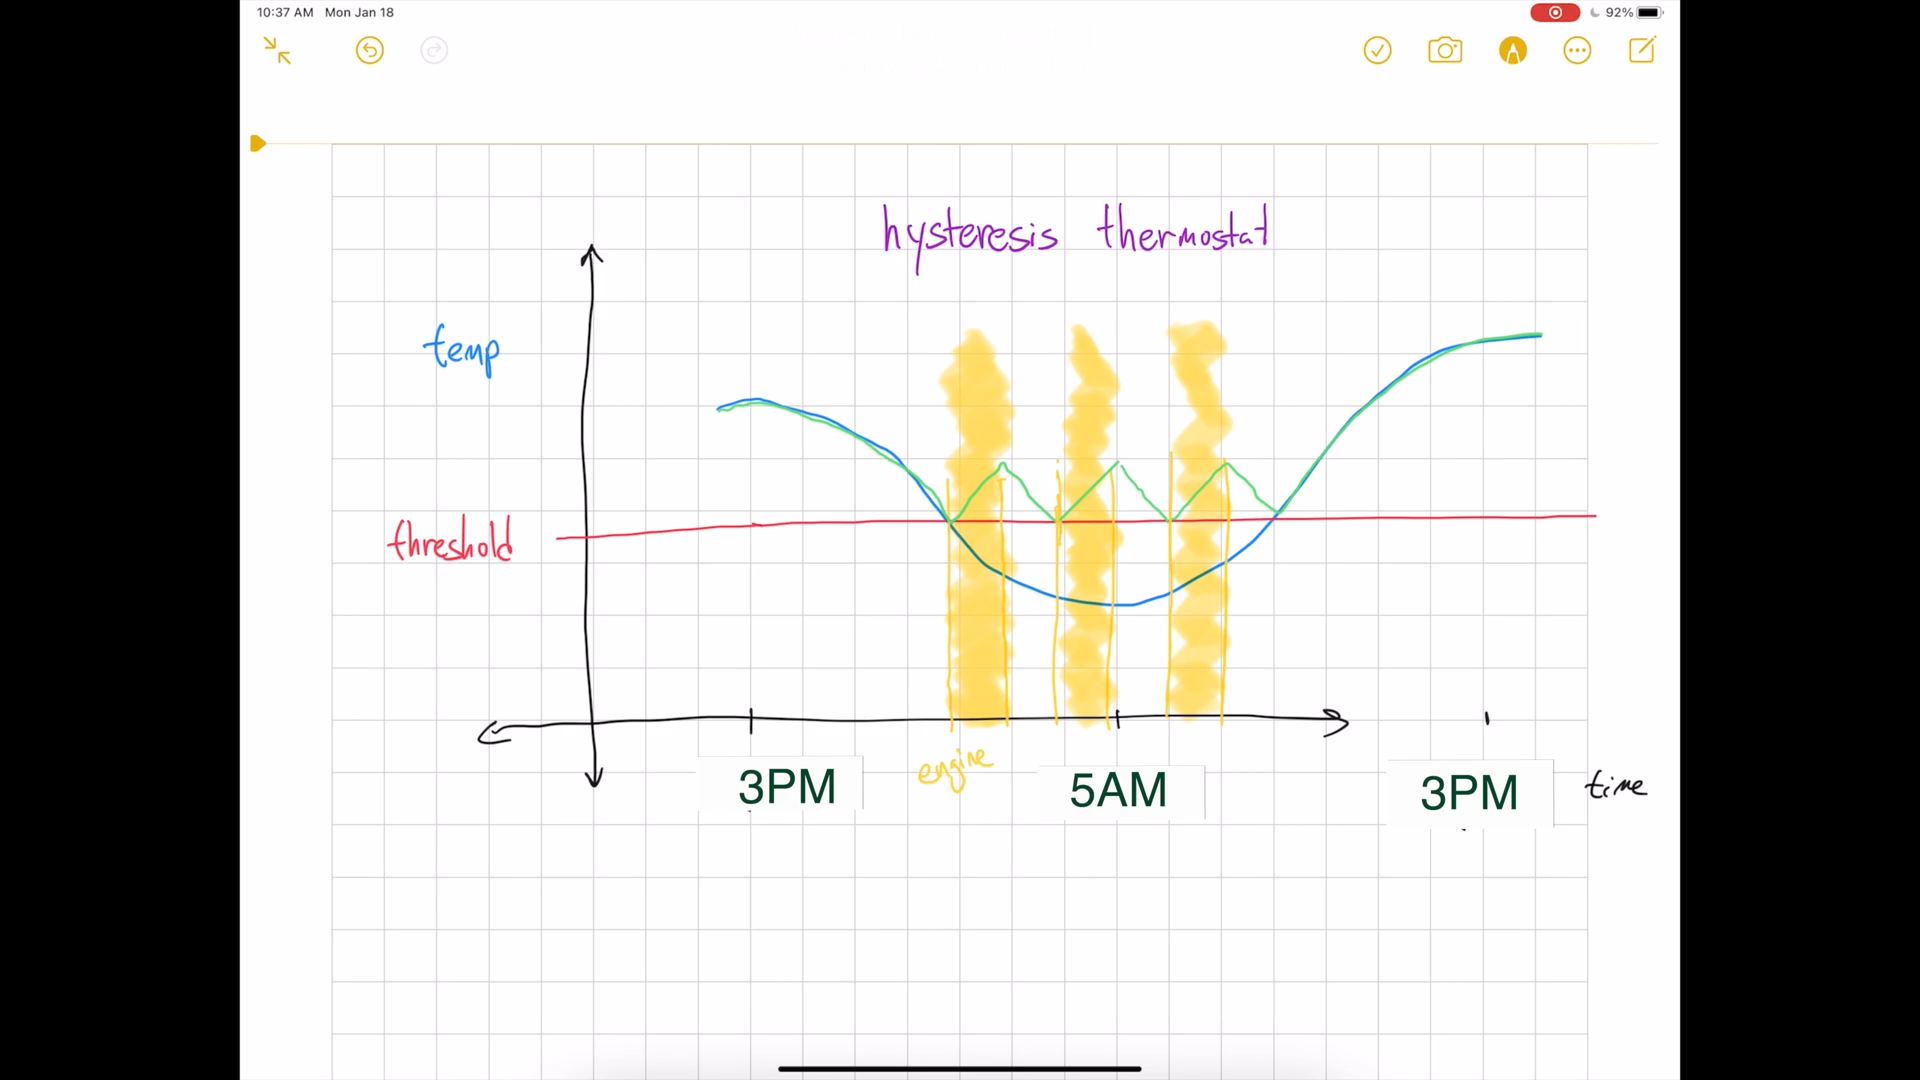 10:37 AM Mon Jan 18
92%
hysteresis thermostat
temp
threshold
engine
3PM
5AM
3PM
time